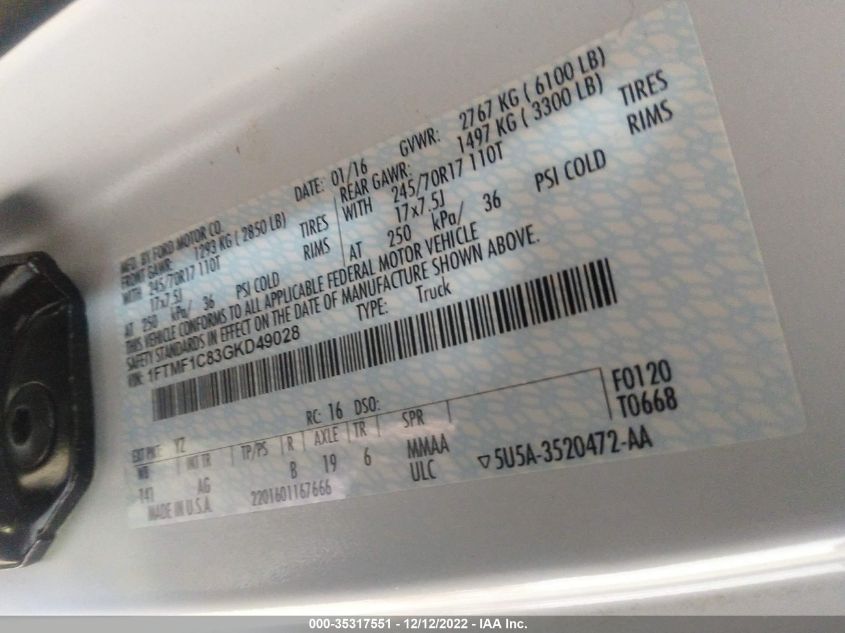 MFD. BY FORD MOTOR CO.
DATE: 01/16 GVWR: 2767 KG ( 6100 LB)
FRONT GAWR: 1293 KG ( 2850 LB)
REAR GAWR: 1497 KG ( 3300 LB)
WITH 245/70R17 110T TIRES
WITH 245/70R17 110T TIRES
17x7.5J RIMS
17x7.5J RIMS
AT 250 kPa/ 36 PSI COLD
AT 250 kPa/ 36 PSI COLD
THIS VEHICLE CONFORMS TO ALL APPLICABLE FEDERAL MOTOR VEHICLE
SAFETY STANDARDS IN EFFECT ON THE DATE OF MANUFACTURE SHOWN ABOVE.
VIN: 1FTMF1C83GKD49028 TYPE: Truck
F0120
T0668
EXT PNT: YZ RC: 16 DSO:
WB INT TR TP/PS R AXLE TR SPR
141 AG B 19 6 MMAA
ULC
MADE IN U.S.A. 2201601167666 5U5A-3520472-AA
000-35317551 - 12/12/2022 - IAA Inc.